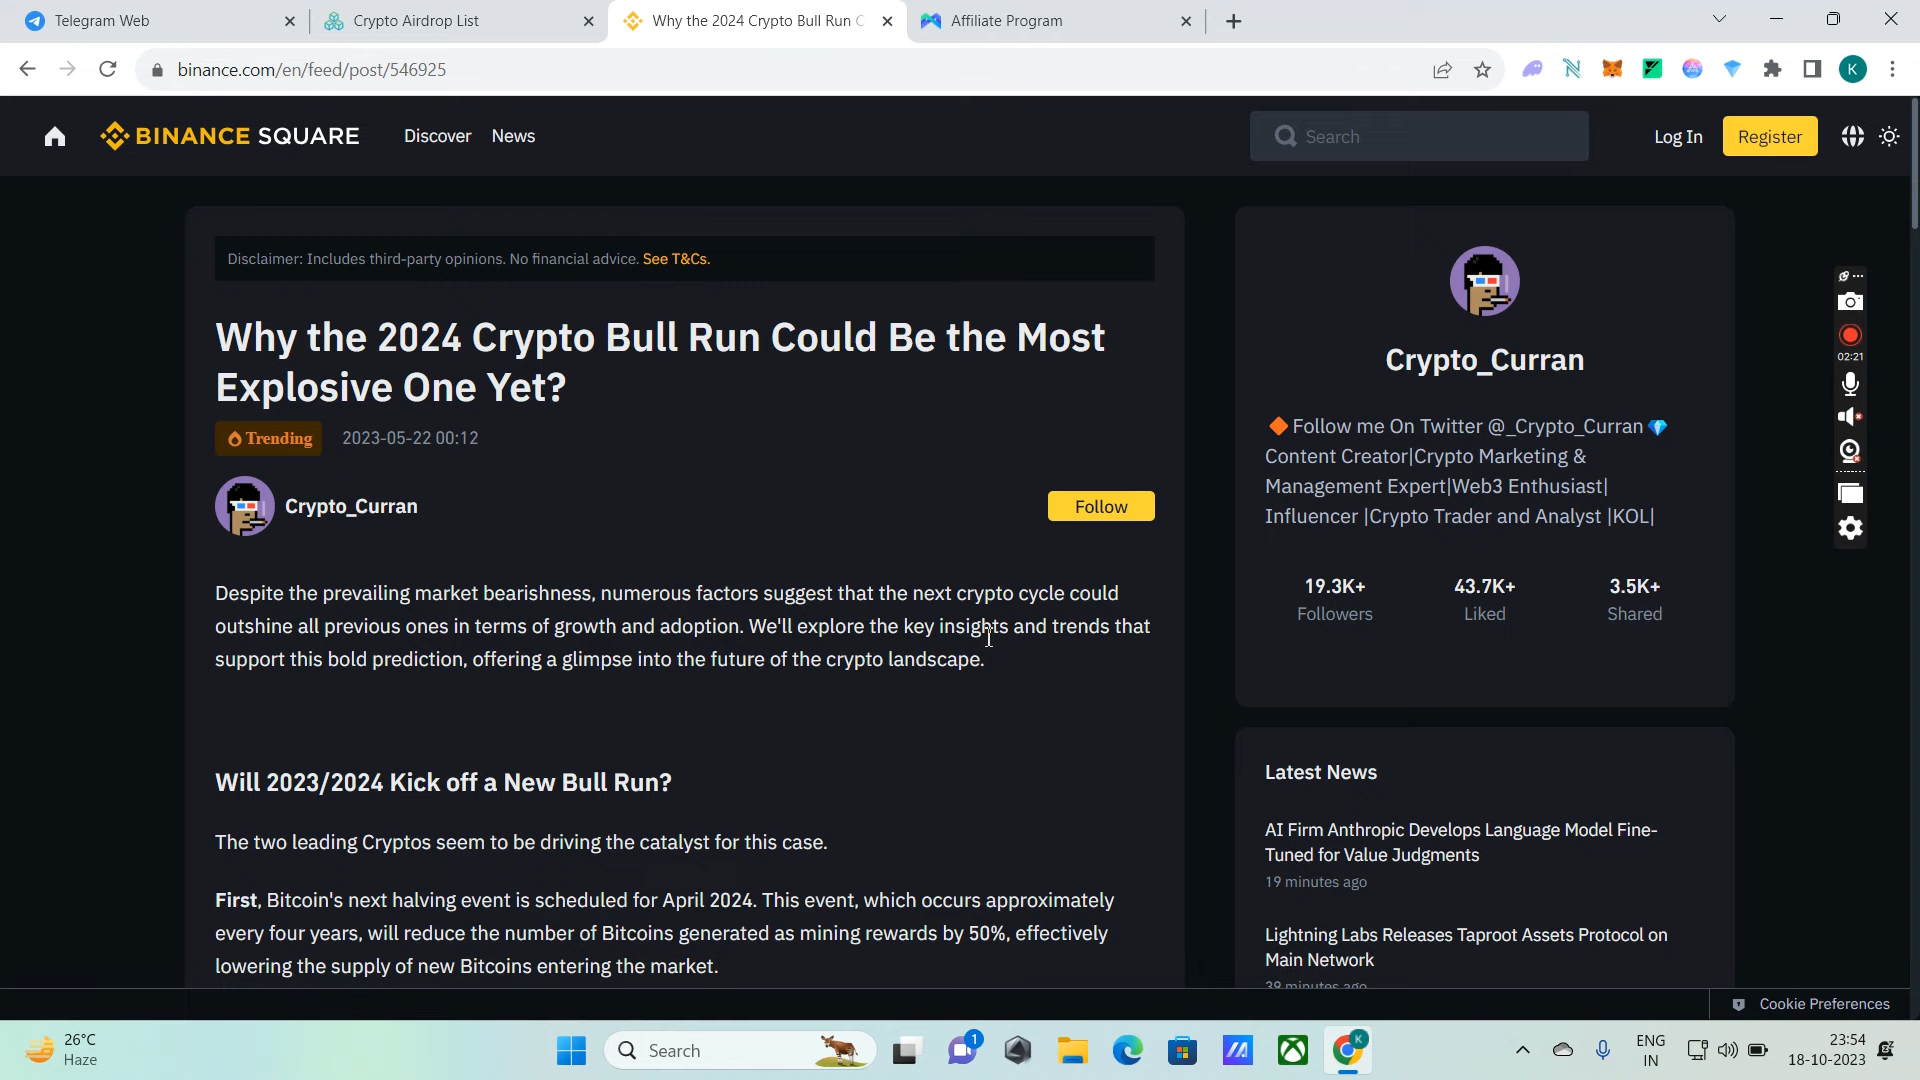 Telegram Web
Crypto Airdrop List
Why the 2024 Crypto Bull Run C
Affiliate Program
binance.com/en/feed/post/546925
K
BINANCE SQUARE
Discover
News
Search
Log In
Register
Disclaimer: Includes third-party opinions. No financial advice. See T&Cs.
Why the 2024 Crypto Bull Run Could Be the Most
Explosive One Yet?
Trending
2023-05-22 00:12
Crypto_Curran
Follow
Despite the prevailing market bearishness, numerous factors suggest that the next crypto cycle could
outshine all previous ones in terms of growth and adoption. We'll explore the key insights and trends that
support this bold prediction, offering a glimpse into the future of the crypto landscape.
Will 2023/2024 Kick off a New Bull Run?
The two leading Cryptos seem to be driving the catalyst for this case.
First, Bitcoin's next halving event is scheduled for April 2024. This event, which occurs approximately
every four years, will reduce the number of Bitcoins generated as mining rewards by 50%, effectively
lowering the supply of new Bitcoins entering the market.
Crypto_Curran
🔶Follow me On Twitter @_Crypto_Curran💎
Content Creator|Crypto Marketing &
Management Expert|Web3 Enthusiast|
Influencer |Crypto Trader and Analyst |KOL|
19.3K+
Followers
43.7K+
Liked
3.5K+
Shared
Latest News
AI Firm Anthropic Develops Language Model Fine-
Tuned for Value Judgments
19 minutes ago
Lightning Labs Releases Taproot Assets Protocol on
Main Network
39 minutes ago
02:21
Cookie Preferences
26°C
Haze
Search
1
K
ENG
IN
23:54
18-10-2023